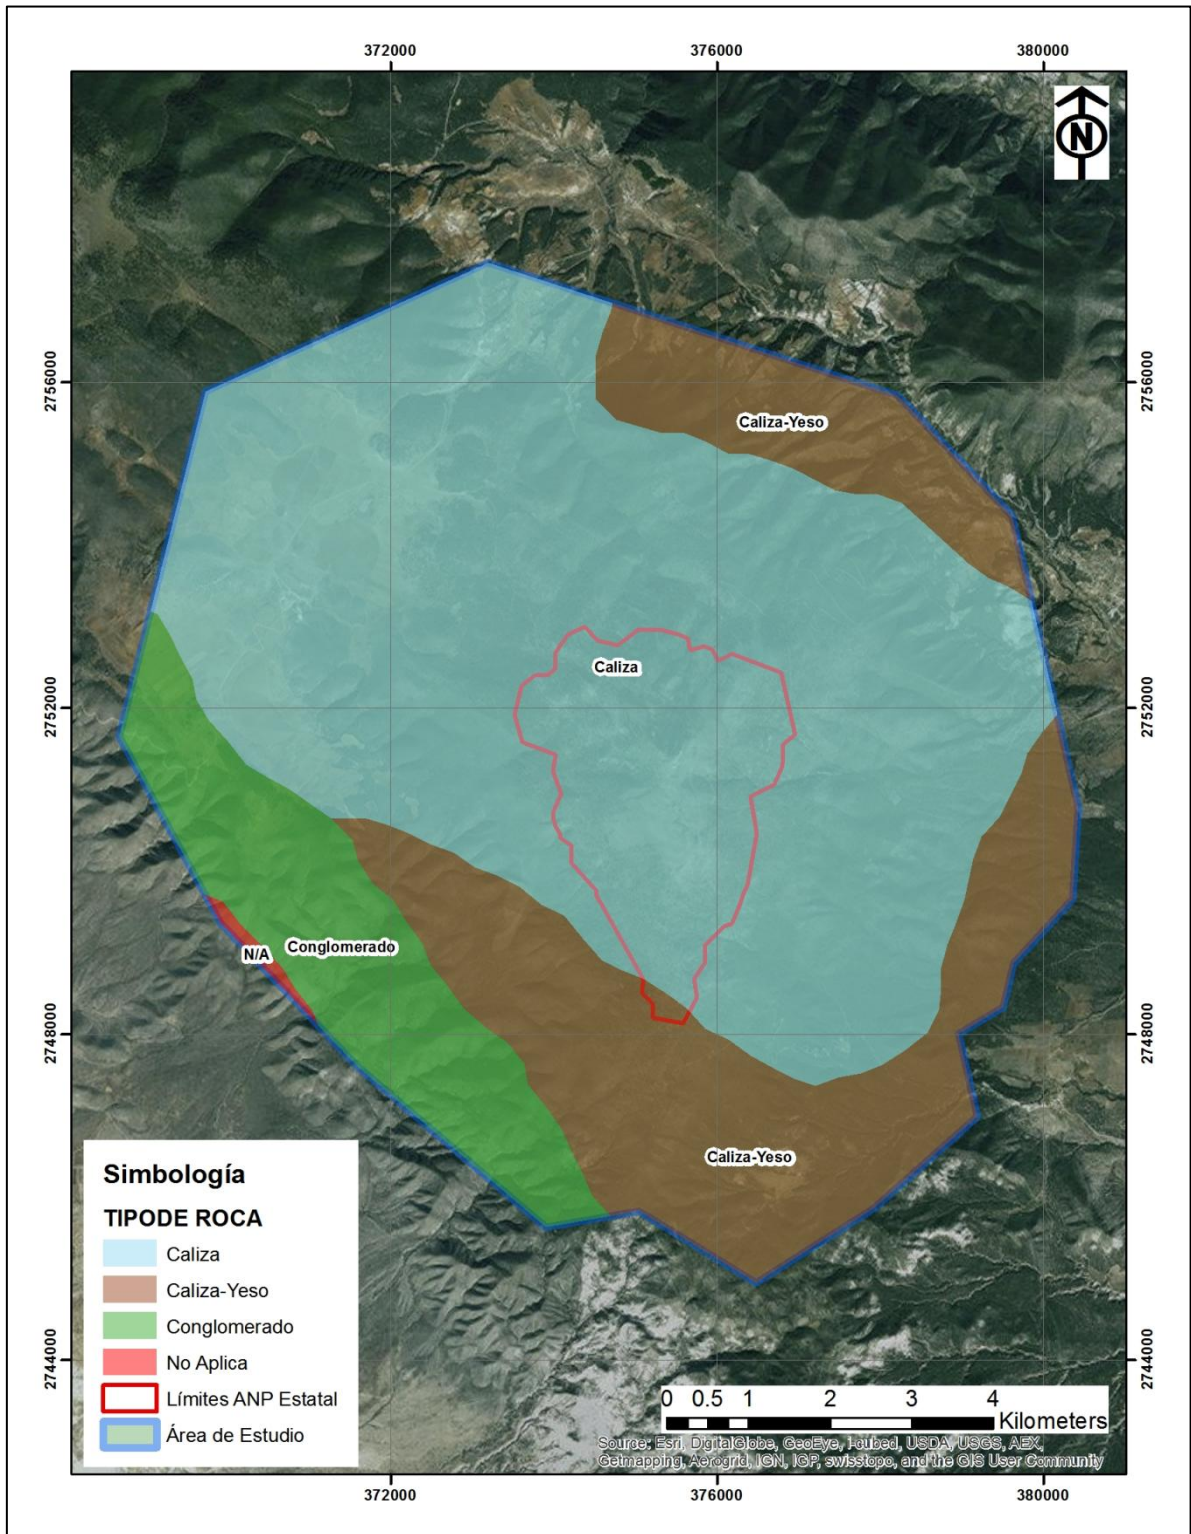 372000 376000 380000
N
2756000 2756000
Caliza-Yeso
Caliza
2752000 2752000
N/A Conglomerado
2748000 2748000
Caliza-Yeso
Simbología
TIPODE ROCA
Caliza
Caliza-Yeso
Conglomerado
No Aplica
Límites ANP Estatal
Área de Estudio
2744000 2744000
0 0.5 1 2 3 4
Kilometers
Source: Esri, DigitalGlobe, GeoEye, i-cubed, USDA, USGS, AEX,
Getmapping, Aerogrid, IGN, IGP, swisstopo, and the GIS User Community
372000 376000 380000